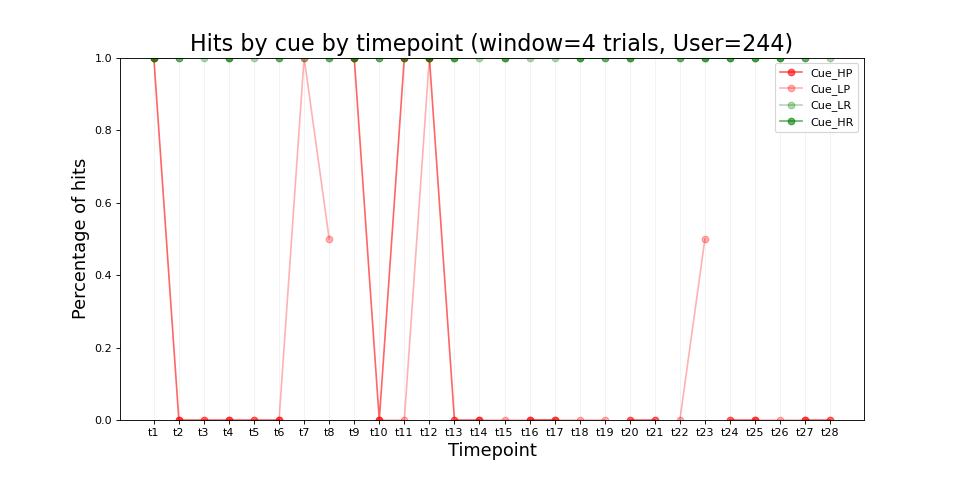 Hits by cue by timepoint (window=4 trials, User=244)
1.0
0.8
0.6
0.4
0.2
0.0
Percentage of hits
Cue_HP
Cue_LP
Cue_LR
Cue_HR
t1 t2 t3 t4 t5 t6 t7 t8 t9 t10 t11 t12 t13 t14 t15 t16 t17 t18 t19 t20 t21 t22 t23 t24 t25 t26 t27 t28
Timepoint